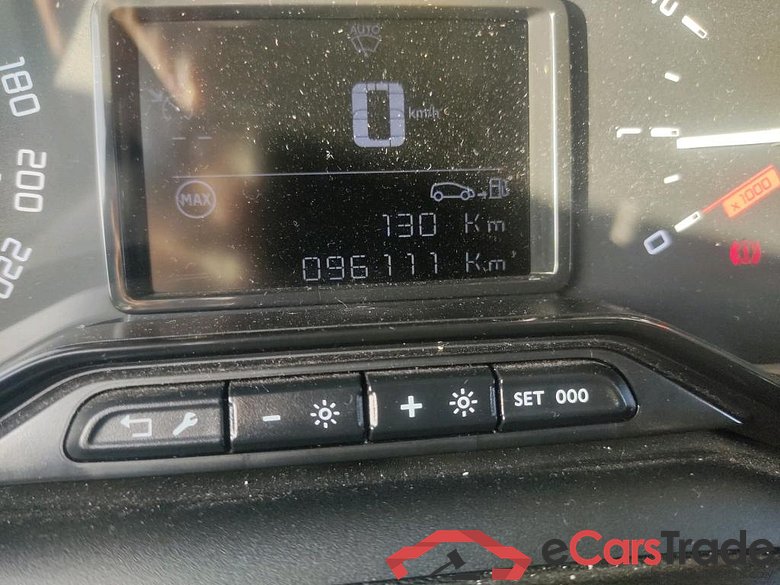 AUTO
180
0 km/h
-- 
200
MAX
130 Km
096111 Km
220
0
x1000
- + SET 000
eCarsTrade